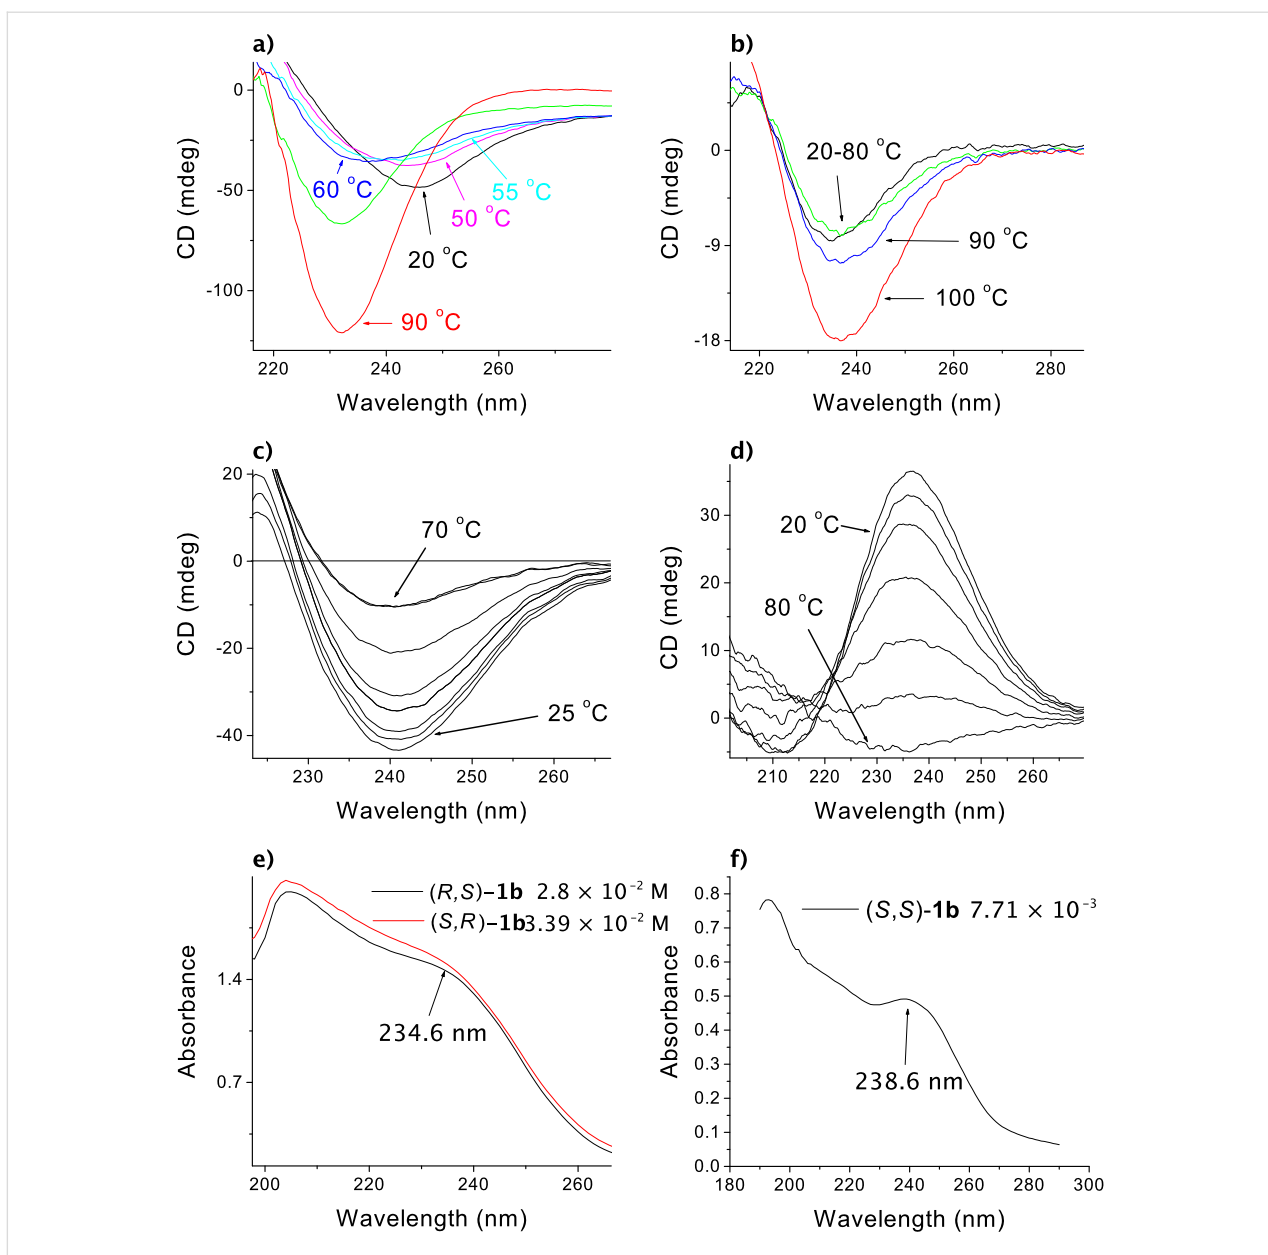 a)
0
-50
-100
CD (mdeg)
60 °C
55 °C
50 °C
20 °C
90 °C
220
240
260
Wavelength (nm)
b)
0
-9
-18
CD (mdeg)
20-80 °C
90 °C
100 °C
220
240
260
280
Wavelength (nm)
c)
20
0
-20
-40
CD (mdeg)
70 °C
25 °C
230
240
250
260
Wavelength (nm)
d)
30
20
10
0
CD (mdeg)
20 °C
80 °C
210
220
230
240
250
260
Wavelength (nm)
e)
1.4
0.7
Absorbance
(R,S)-1b 2.8 × 10⁻² M
(S,R)-1b3.39 × 10⁻² M
234.6 nm
200
220
240
260
Wavelength (nm)
f)
0.8
0.7
0.6
0.5
0.4
0.3
0.2
0.1
0.0
Absorbance
(S,S)-1b 7.71 × 10⁻³
238.6 nm
180
200
220
240
260
280
300
Wavelength (nm)